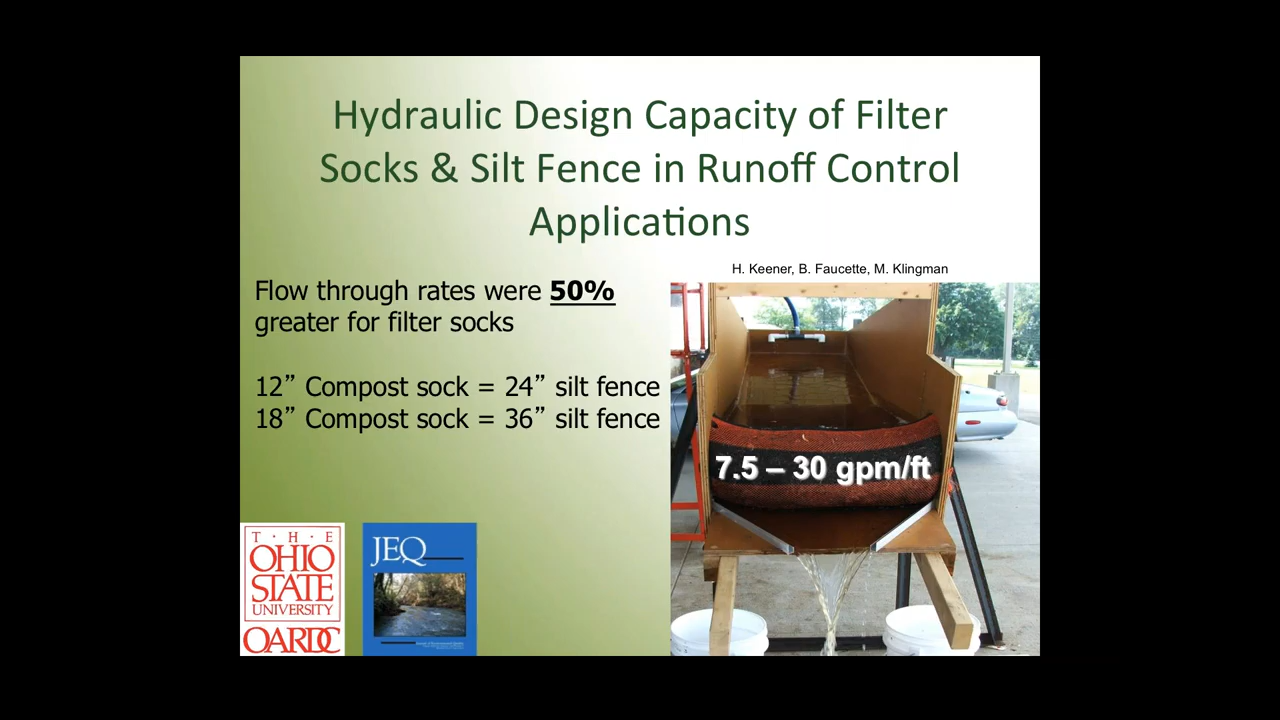 Hydraulic Design Capacity of Filter
Socks & Silt Fence in Runoff Control
Applications
H. Keener, B. Faucette, M. Klingman
Flow through rates were 50%
greater for filter socks
12” Compost sock = 24” silt fence
18” Compost sock = 36” silt fence
7.5 – 30 gpm/ft
T·H·E
OHIO
STATE
UNIVERSITY
OARDC
JEQ